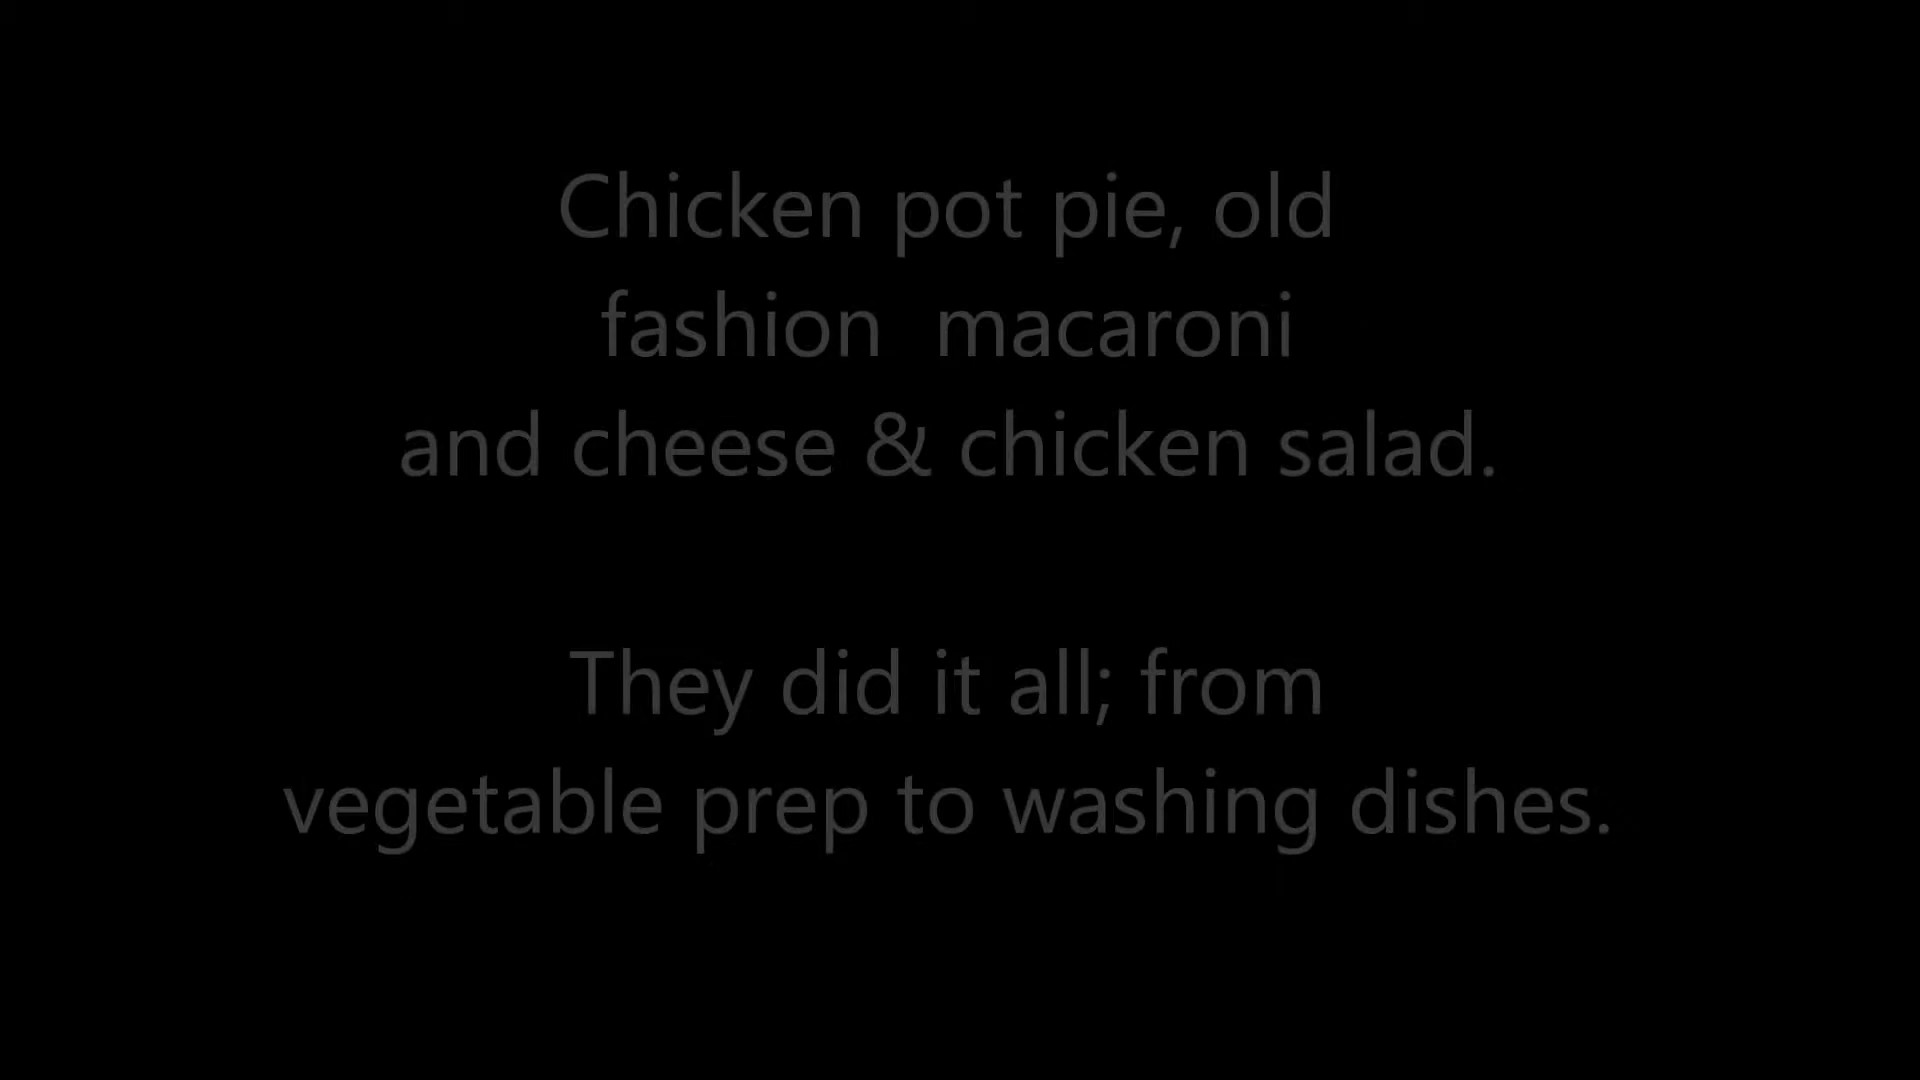 Chicken pot pie, old
fashion  macaroni
and cheese & chicken salad.
They did it all; from
vegetable prep to washing dishes.